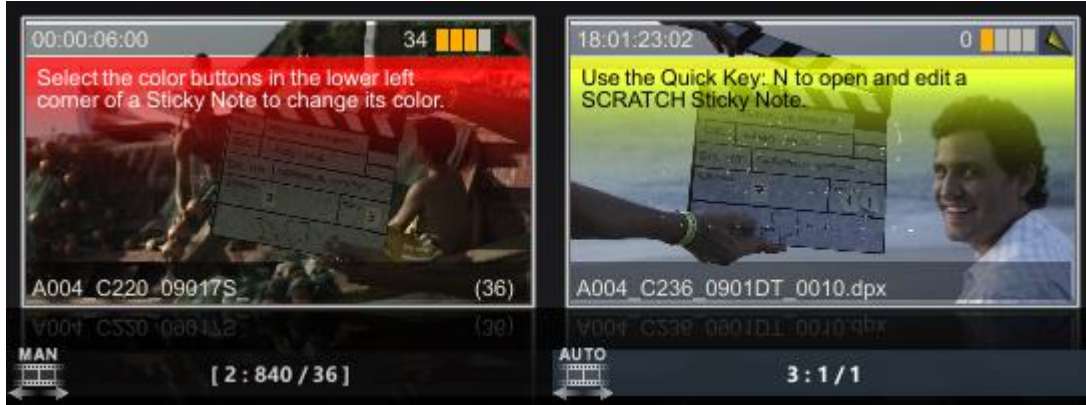 00:00:06:00 34
Select the color buttons in the lower left
corner of a Sticky Note to change its color.
A004_C220_09017S_ (36)
MAN
[ 2 : 840 / 36 ]
18:01:23:02 0
Use the Quick Key: N to open and edit a
SCRATCH Sticky Note.
A004_C236_0901DT_0010.dpx
AUTO
3 : 1 / 1